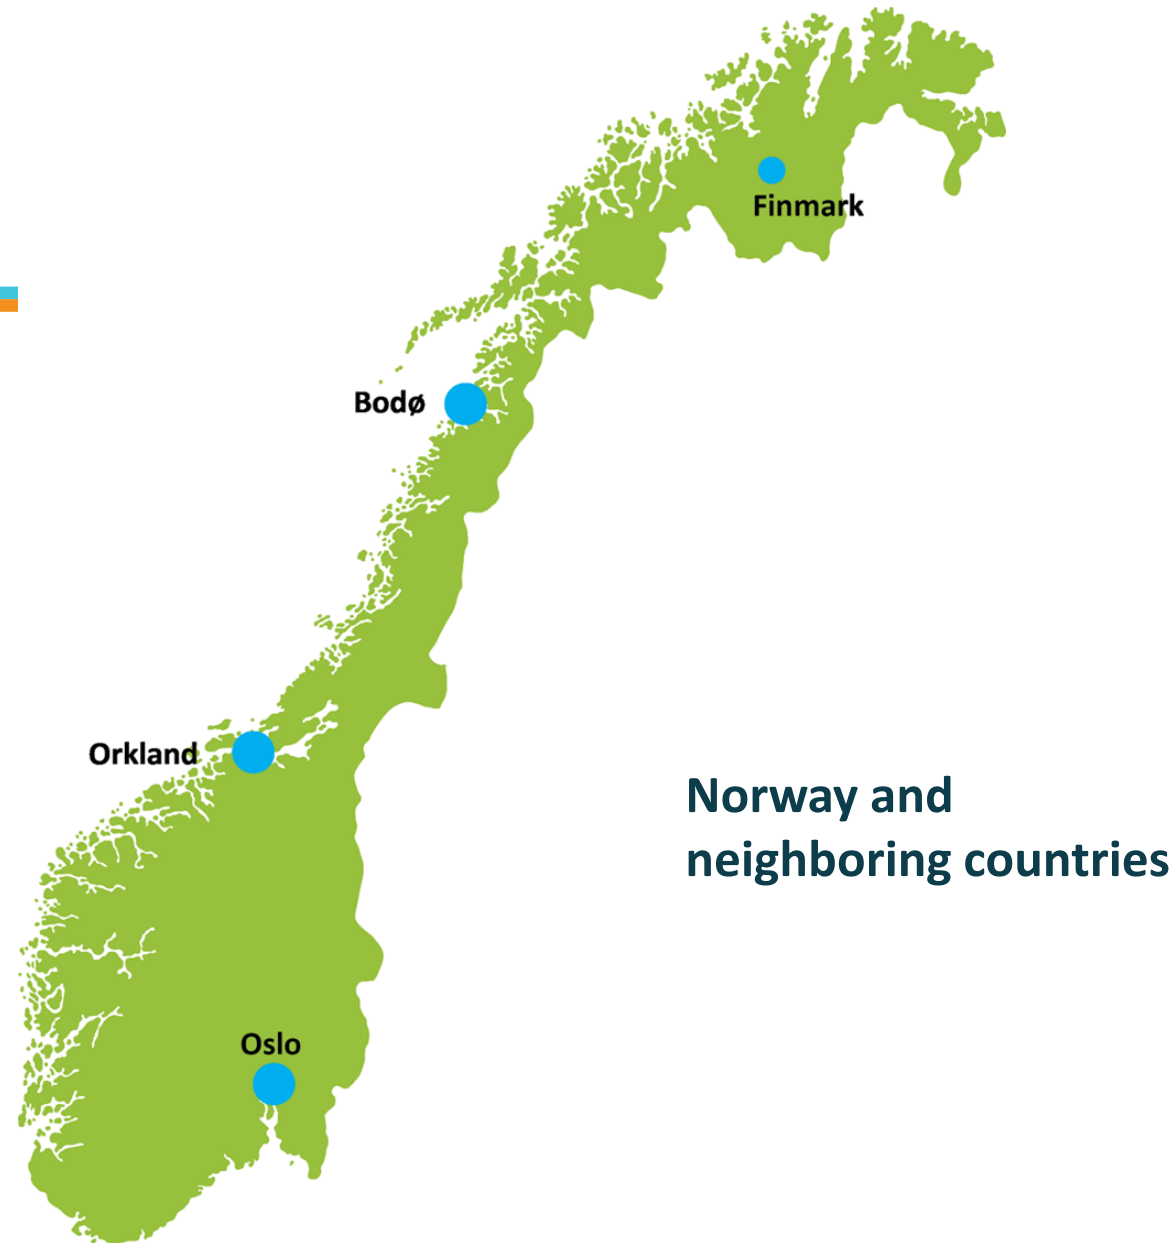 Finmark
Bodø
Orkland
Norway and
neighboring countries
Oslo